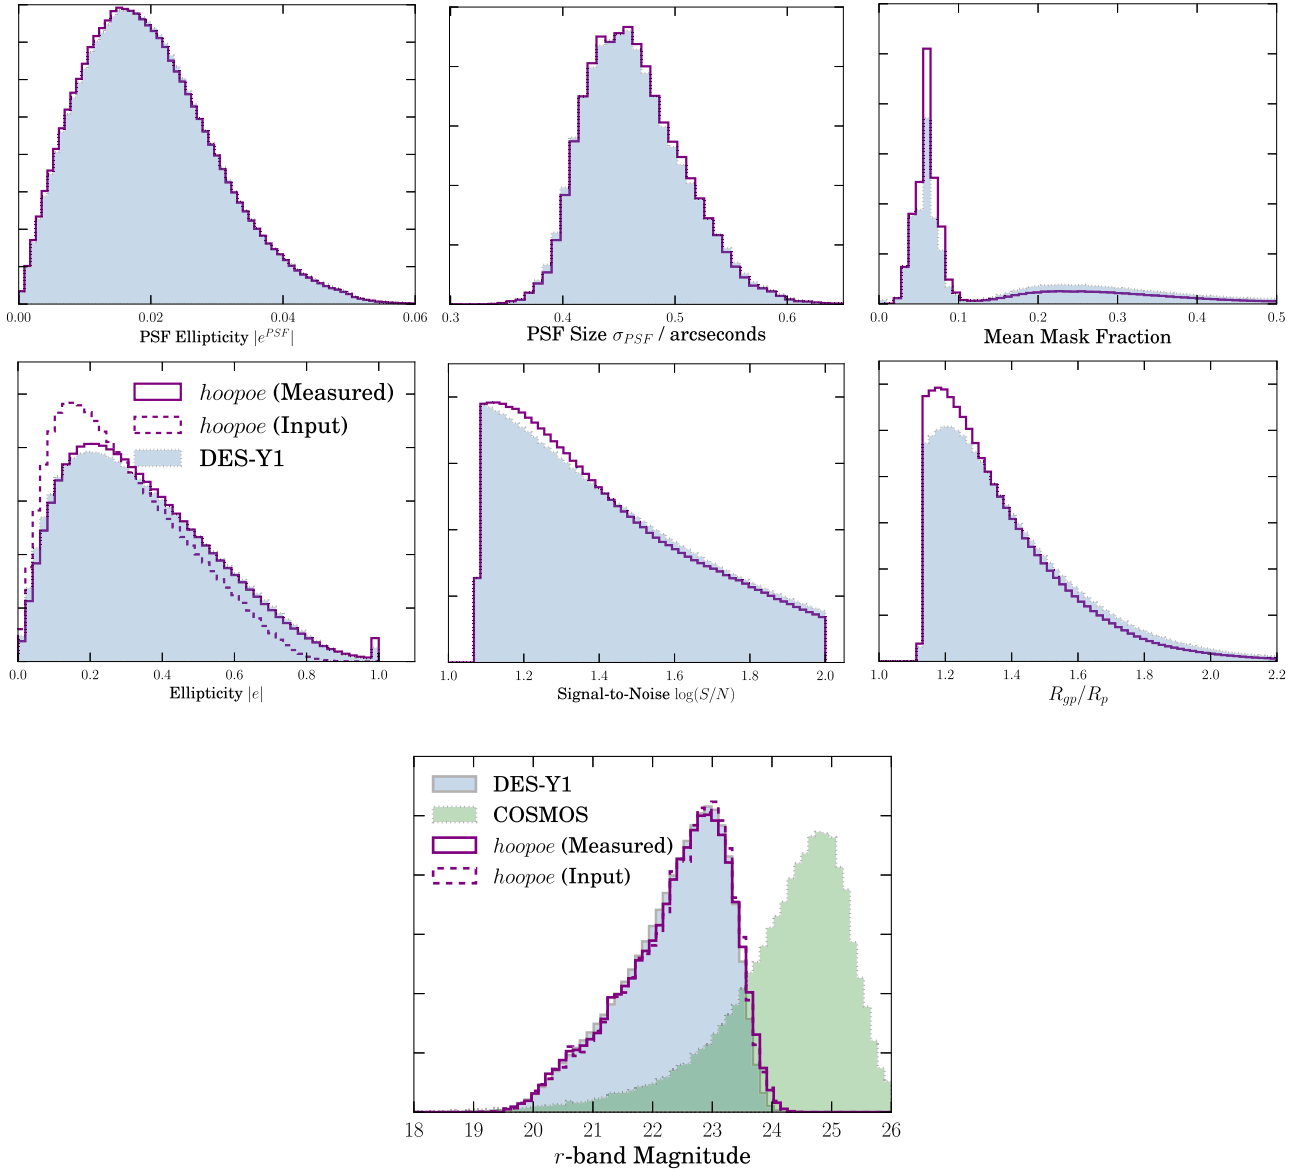 0.00 0.02 0.04 0.06
PSF Ellipticity |e^{PSF}|
0.3 0.4 0.5 0.6
PSF Size σ_{PSF} / arcseconds
0.0 0.1 0.2 0.3 0.4 0.5
Mean Mask Fraction
hoopoe (Measured)
hoopoe (Input)
DES-Y1
0.0 0.2 0.4 0.6 0.8 1.0
Ellipticity |e|
1.0 1.2 1.4 1.6 1.8 2.0
Signal-to-Noise log(S/N)
1.0 1.2 1.4 1.6 1.8 2.0 2.2
R_{gp}/R_p
DES-Y1
COSMOS
hoopoe (Measured)
hoopoe (Input)
18 19 20 21 22 23 24 25 26
r-band Magnitude